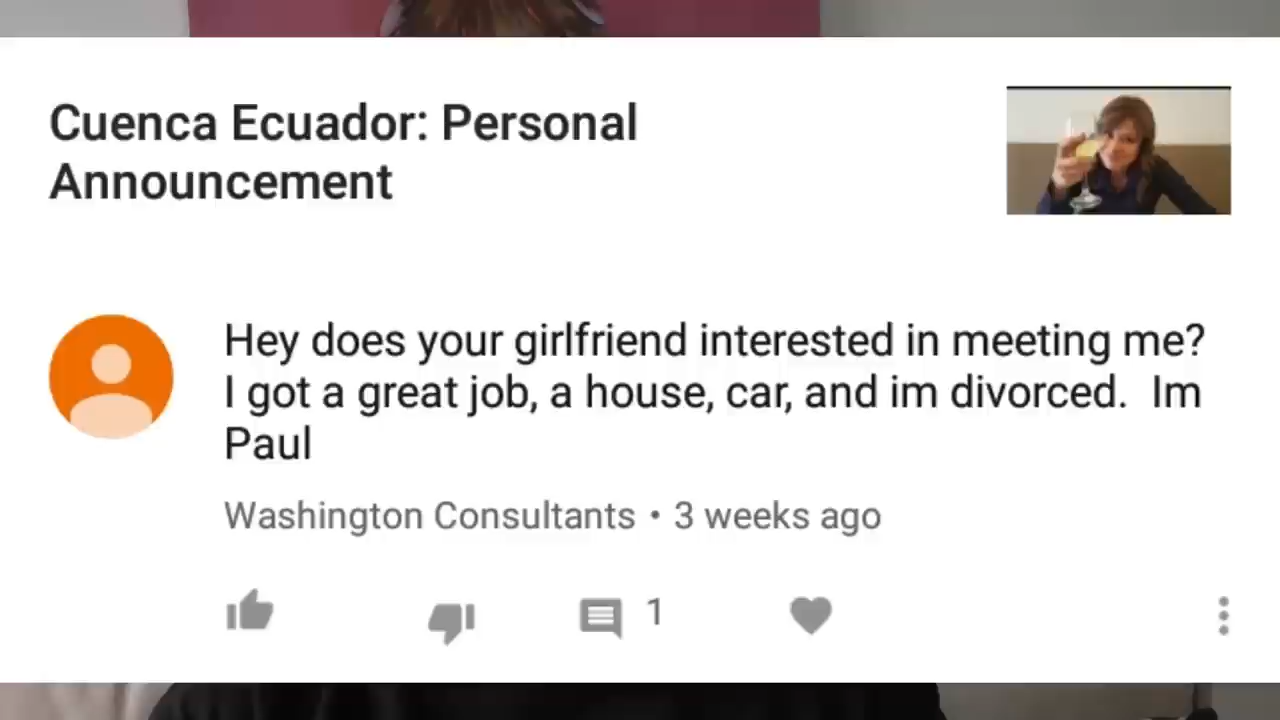 Cuenca Ecuador: Personal
Announcement
Hey does your girlfriend interested in meeting me?
I got a great job, a house, car, and im divorced.  Im
Paul
Washington Consultants • 3 weeks ago
1